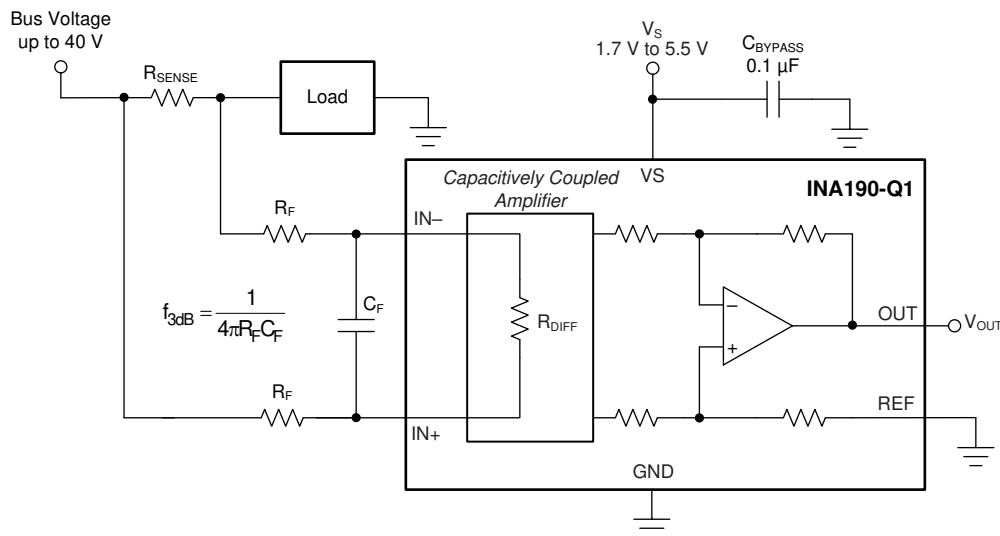 Bus Voltage
up to 40 V
RSENSE
Load
VS
1.7 V to 5.5 V
CBYPASS
0.1 µF
VS
INA190-Q1
Capacitively Coupled
Amplifier
RF
IN–
f3dB = 1 / 4πRFCF
CF
RDIFF
–
+
OUT
VOUT
RF
IN+
REF
GND